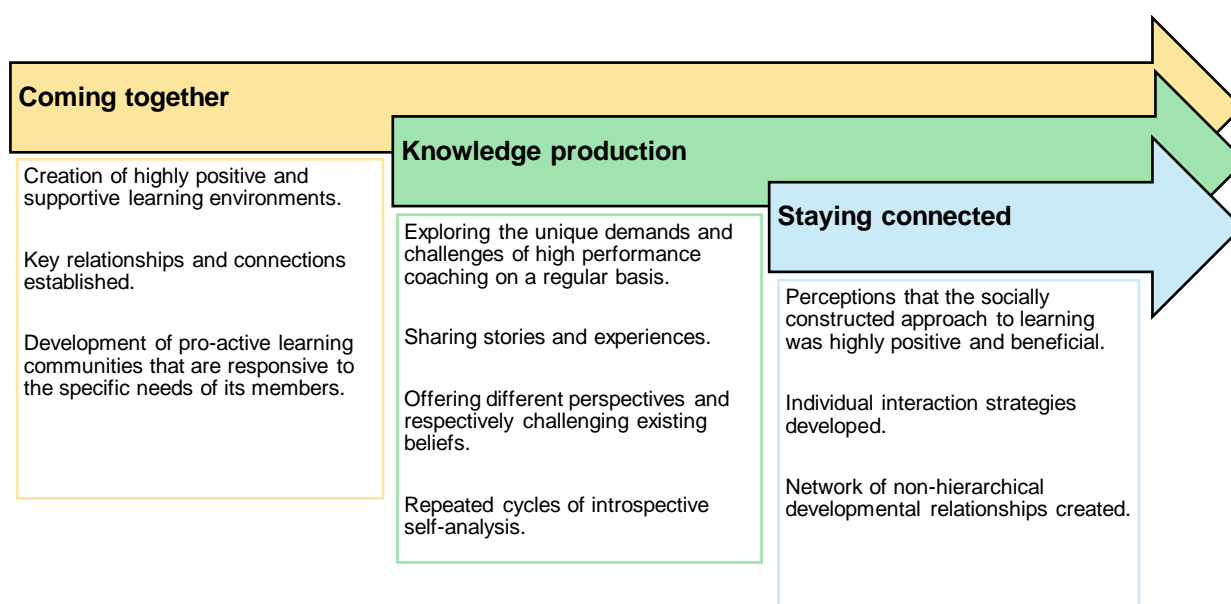 Coming together
Creation of highly positive and
supportive learning environments.
Key relationships and connections
established.
Development of pro-active learning
communities that are responsive to
the specific needs of its members.
Knowledge production
Exploring the unique demands and
challenges of high performance
coaching on a regular basis.
Sharing stories and experiences.
Offering different perspectives and
respectively challenging existing
beliefs.
Repeated cycles of introspective
self-analysis.
Staying connected
Perceptions that the socially
constructed approach to learning
was highly positive and beneficial.
Individual interaction strategies
developed.
Network of non-hierarchical
developmental relationships created.